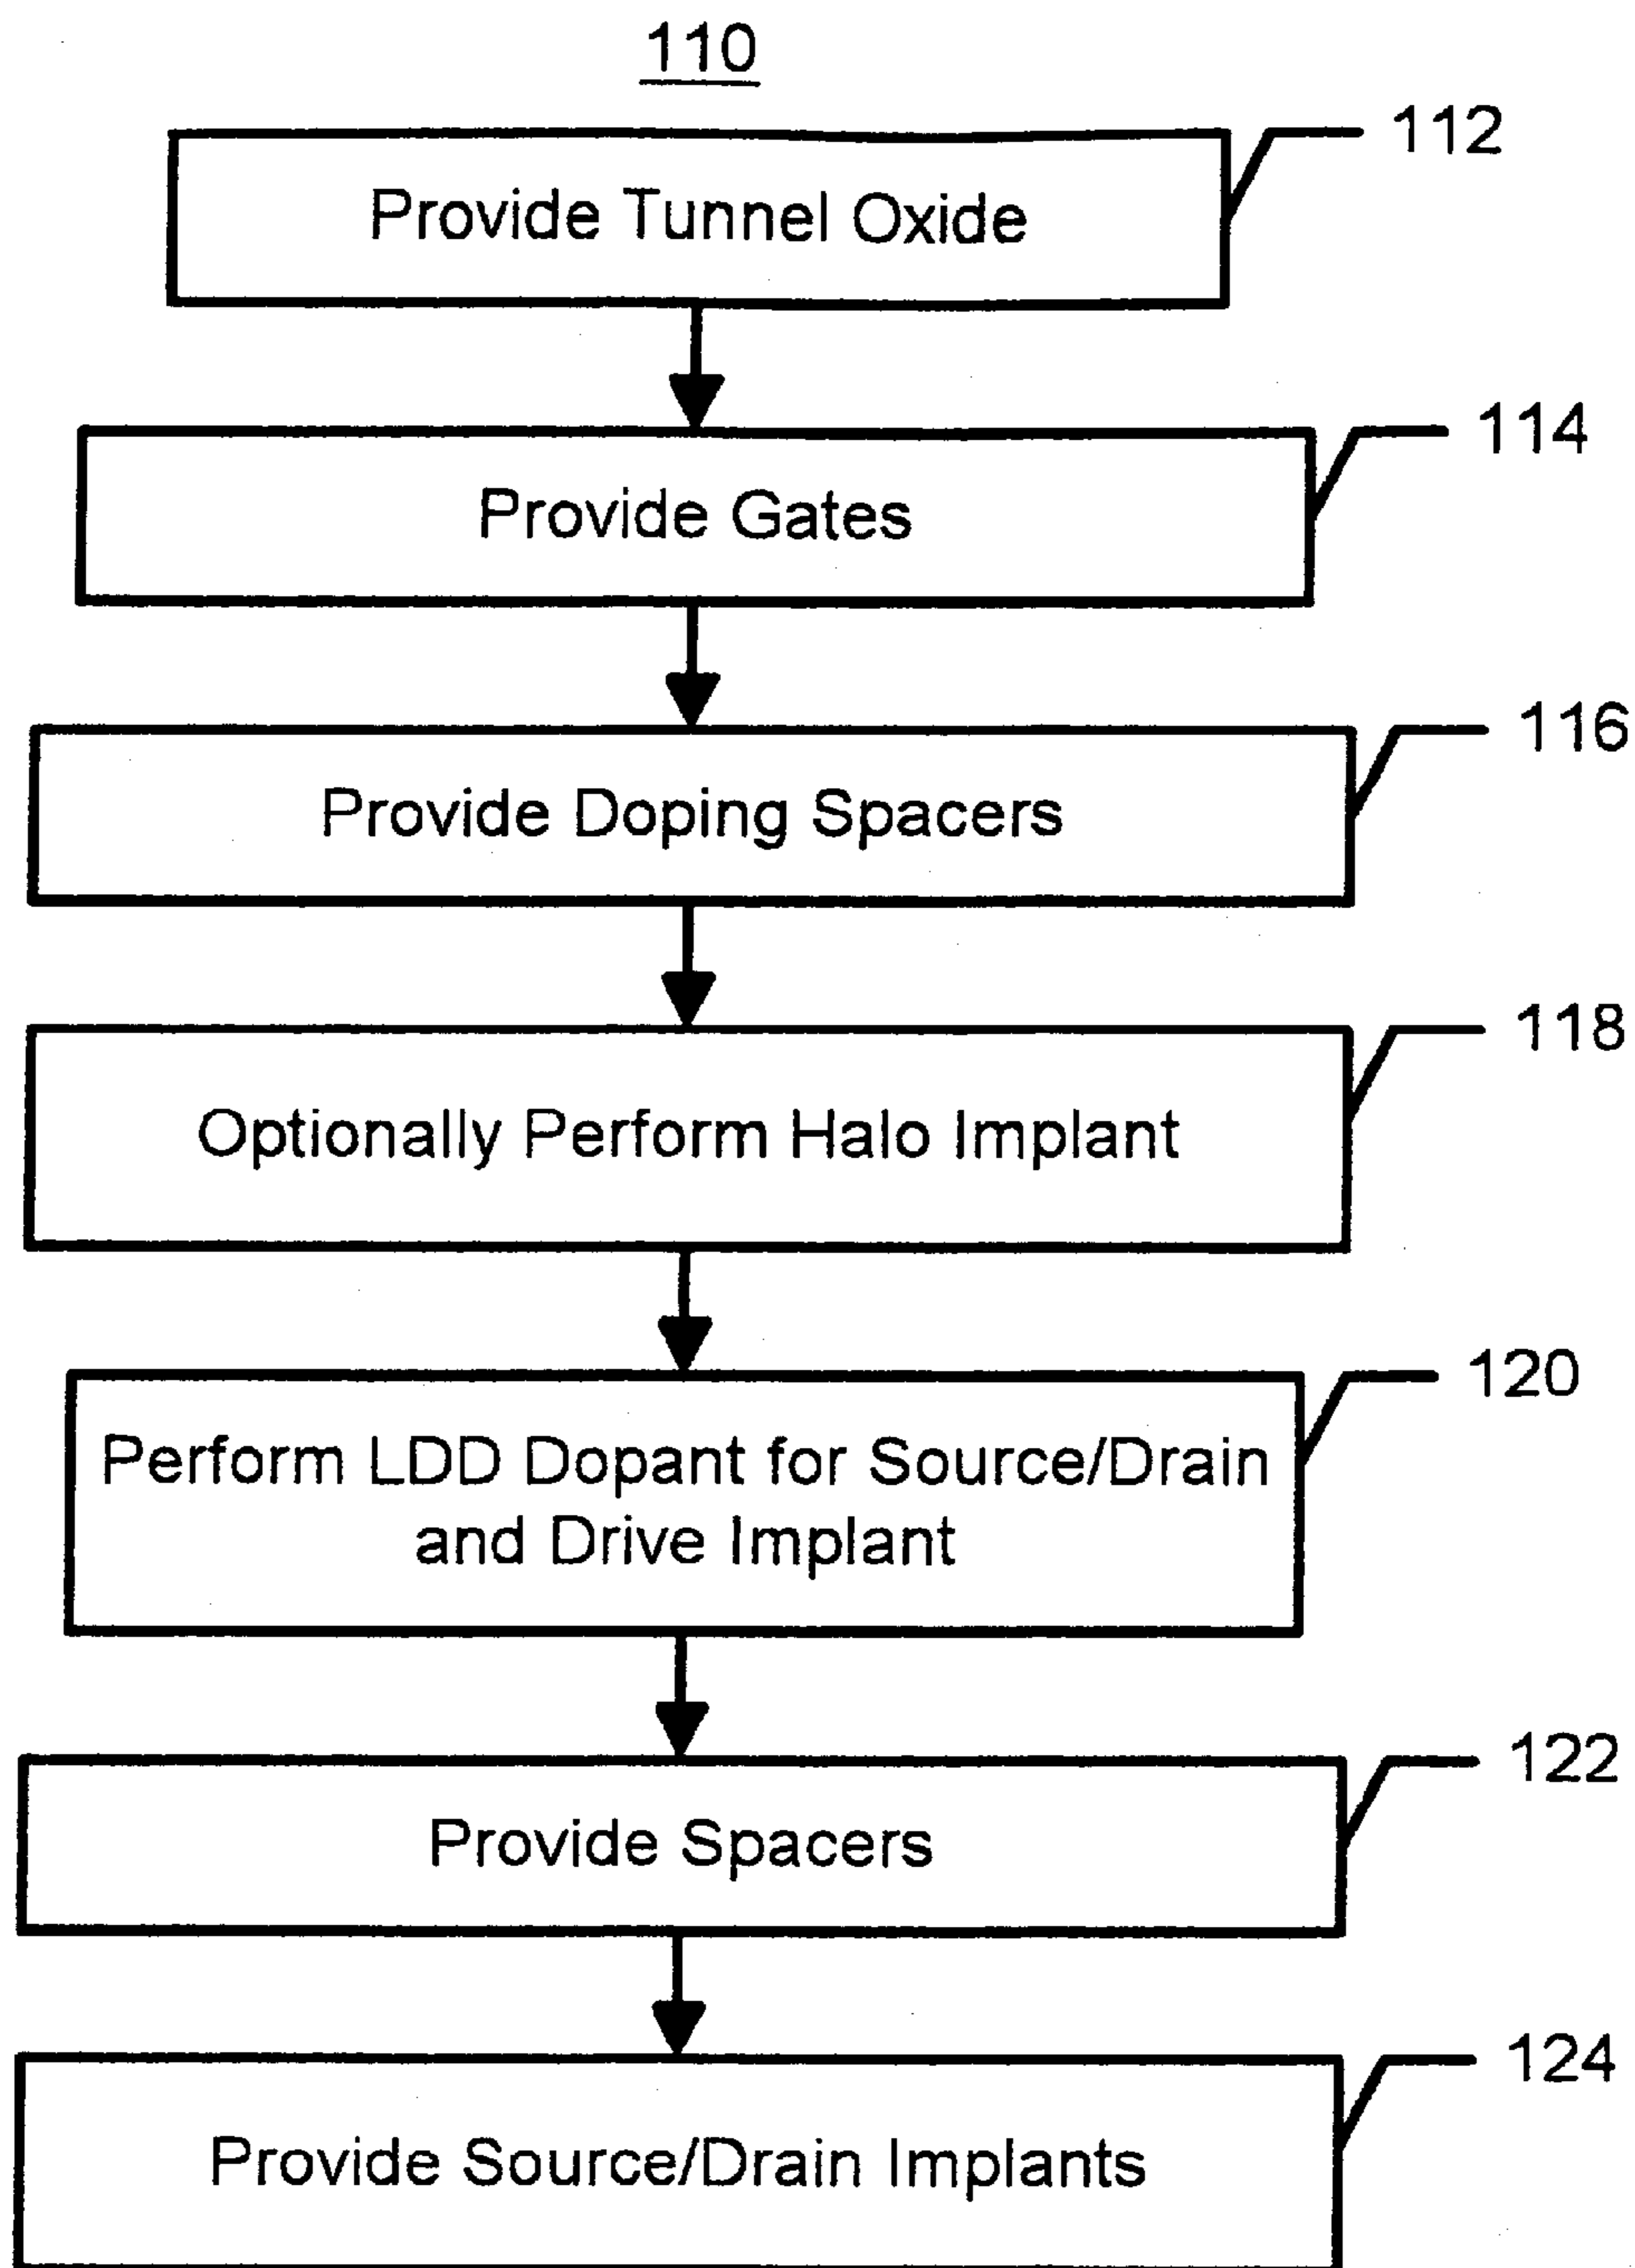 110
112
Provide Tunnel Oxide
114
Provide Gates
116
Provide Doping Spacers
118
Optionally Perform Halo Implant
120
Perform LDD Dopant for Source/Drain
and Drive Implant
122
Provide Spacers
124
Provide Source/Drain Implants